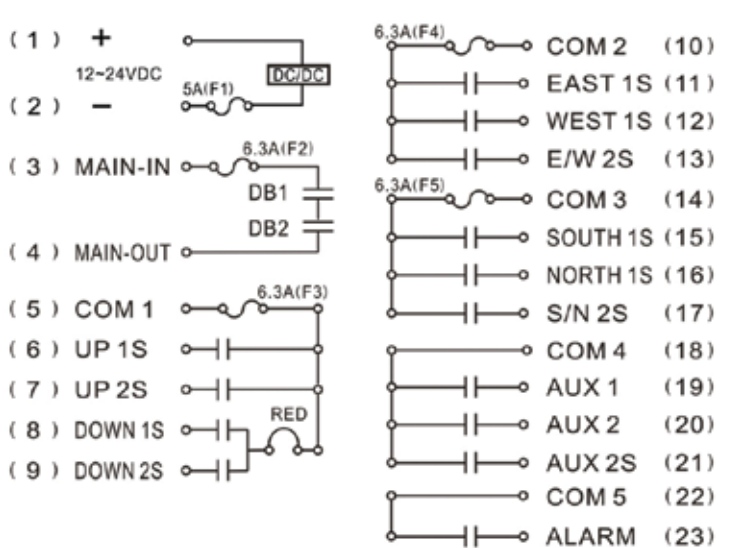 ( 1 ) +
12~24VDC
DC/DC
5A(F1)
( 2 ) −
6.3A(F2)
( 3 ) MAIN-IN
DB1
DB2
( 4 ) MAIN-OUT
6.3A(F3)
( 5 ) COM 1
( 6 ) UP 1S
( 7 ) UP 2S
RED
( 8 ) DOWN 1S
( 9 ) DOWN 2S
6.3A(F4)
COM 2 (10)
EAST 1S (11)
WEST 1S (12)
E/W 2S (13)
6.3A(F5)
COM 3 (14)
SOUTH 1S (15)
NORTH 1S (16)
S/N 2S (17)
COM 4 (18)
AUX 1 (19)
AUX 2 (20)
AUX 2S (21)
COM 5 (22)
ALARM (23)